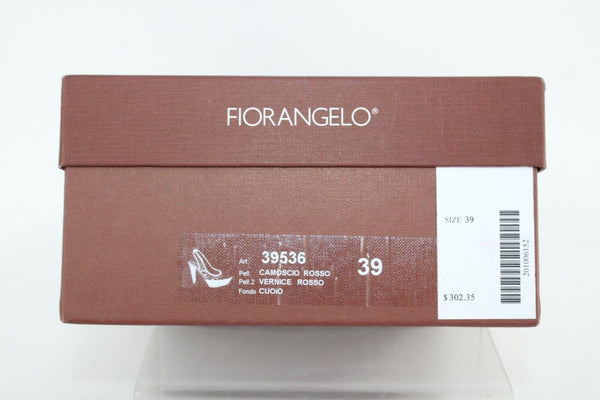 FIORANGELO®
Art. 39536
Pell CAMOSCIO ROSSO
Pell.2 VERNICE ROSSO
Fondo CUOIO
39
SIZE 39
201006152
$302.35